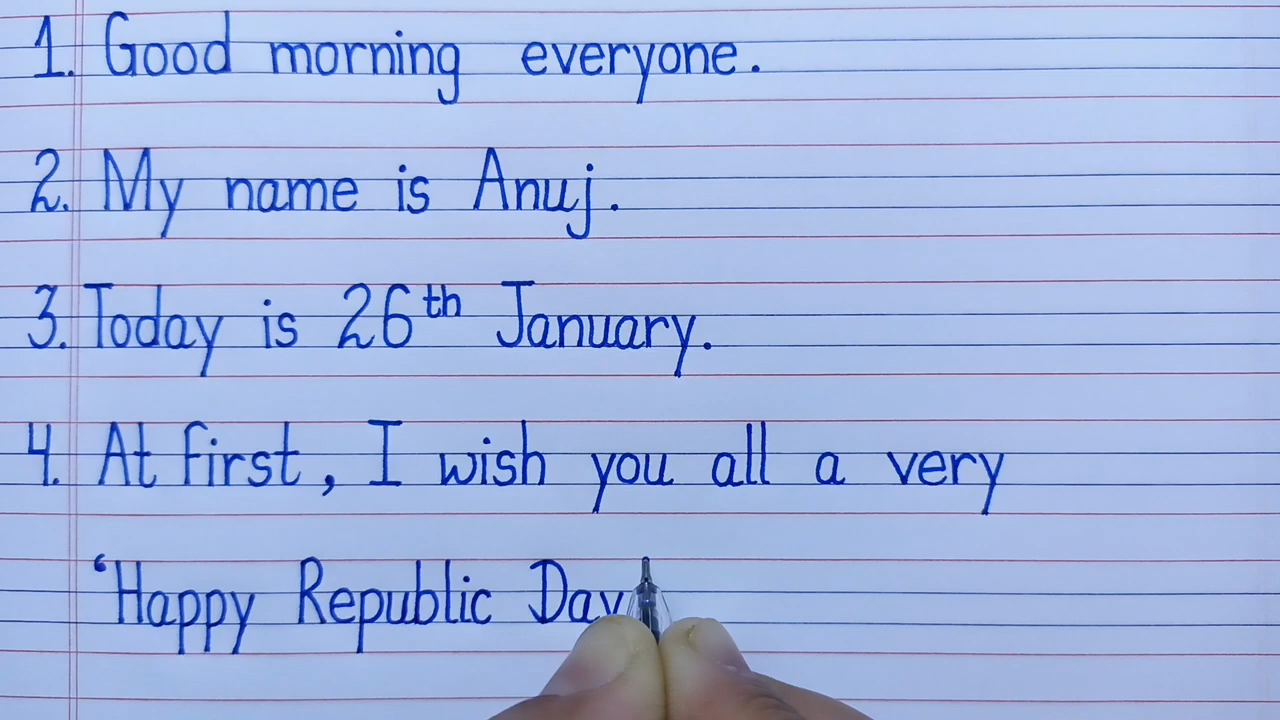 1. Good morning everyone.
2. My name is Anuj.
3. Today is 26th January.
4. At first, I wish you all a very
‘Happy Republic Day